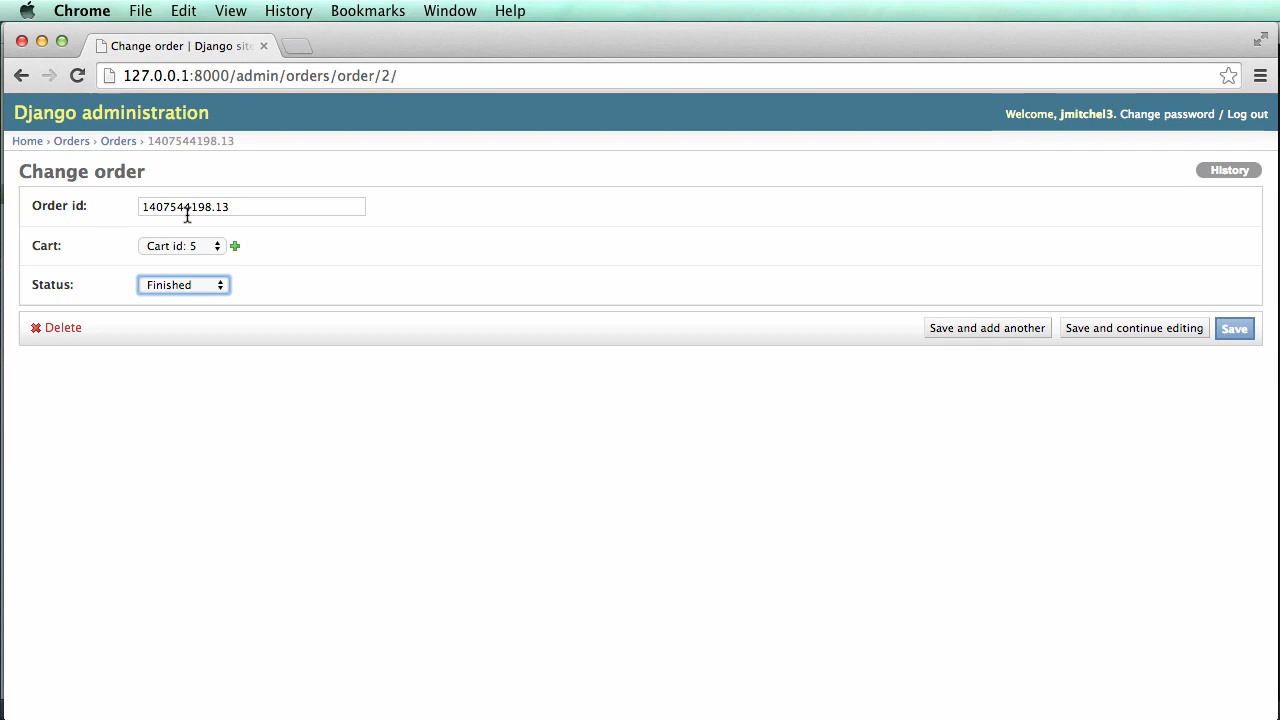 Chrome File Edit View History Bookmarks Window Help
Change order | Django site
127.0.0.1:8000/admin/orders/order/2/
Django administration
Welcome, jmitchel3. Change password / Log out
Home › Orders › Orders › 1407544198.13
Change order
History
Order id: 1407544198.13
Cart: Cart id: 5
Status: Finished
Delete
Save and add another
Save and continue editing
Save